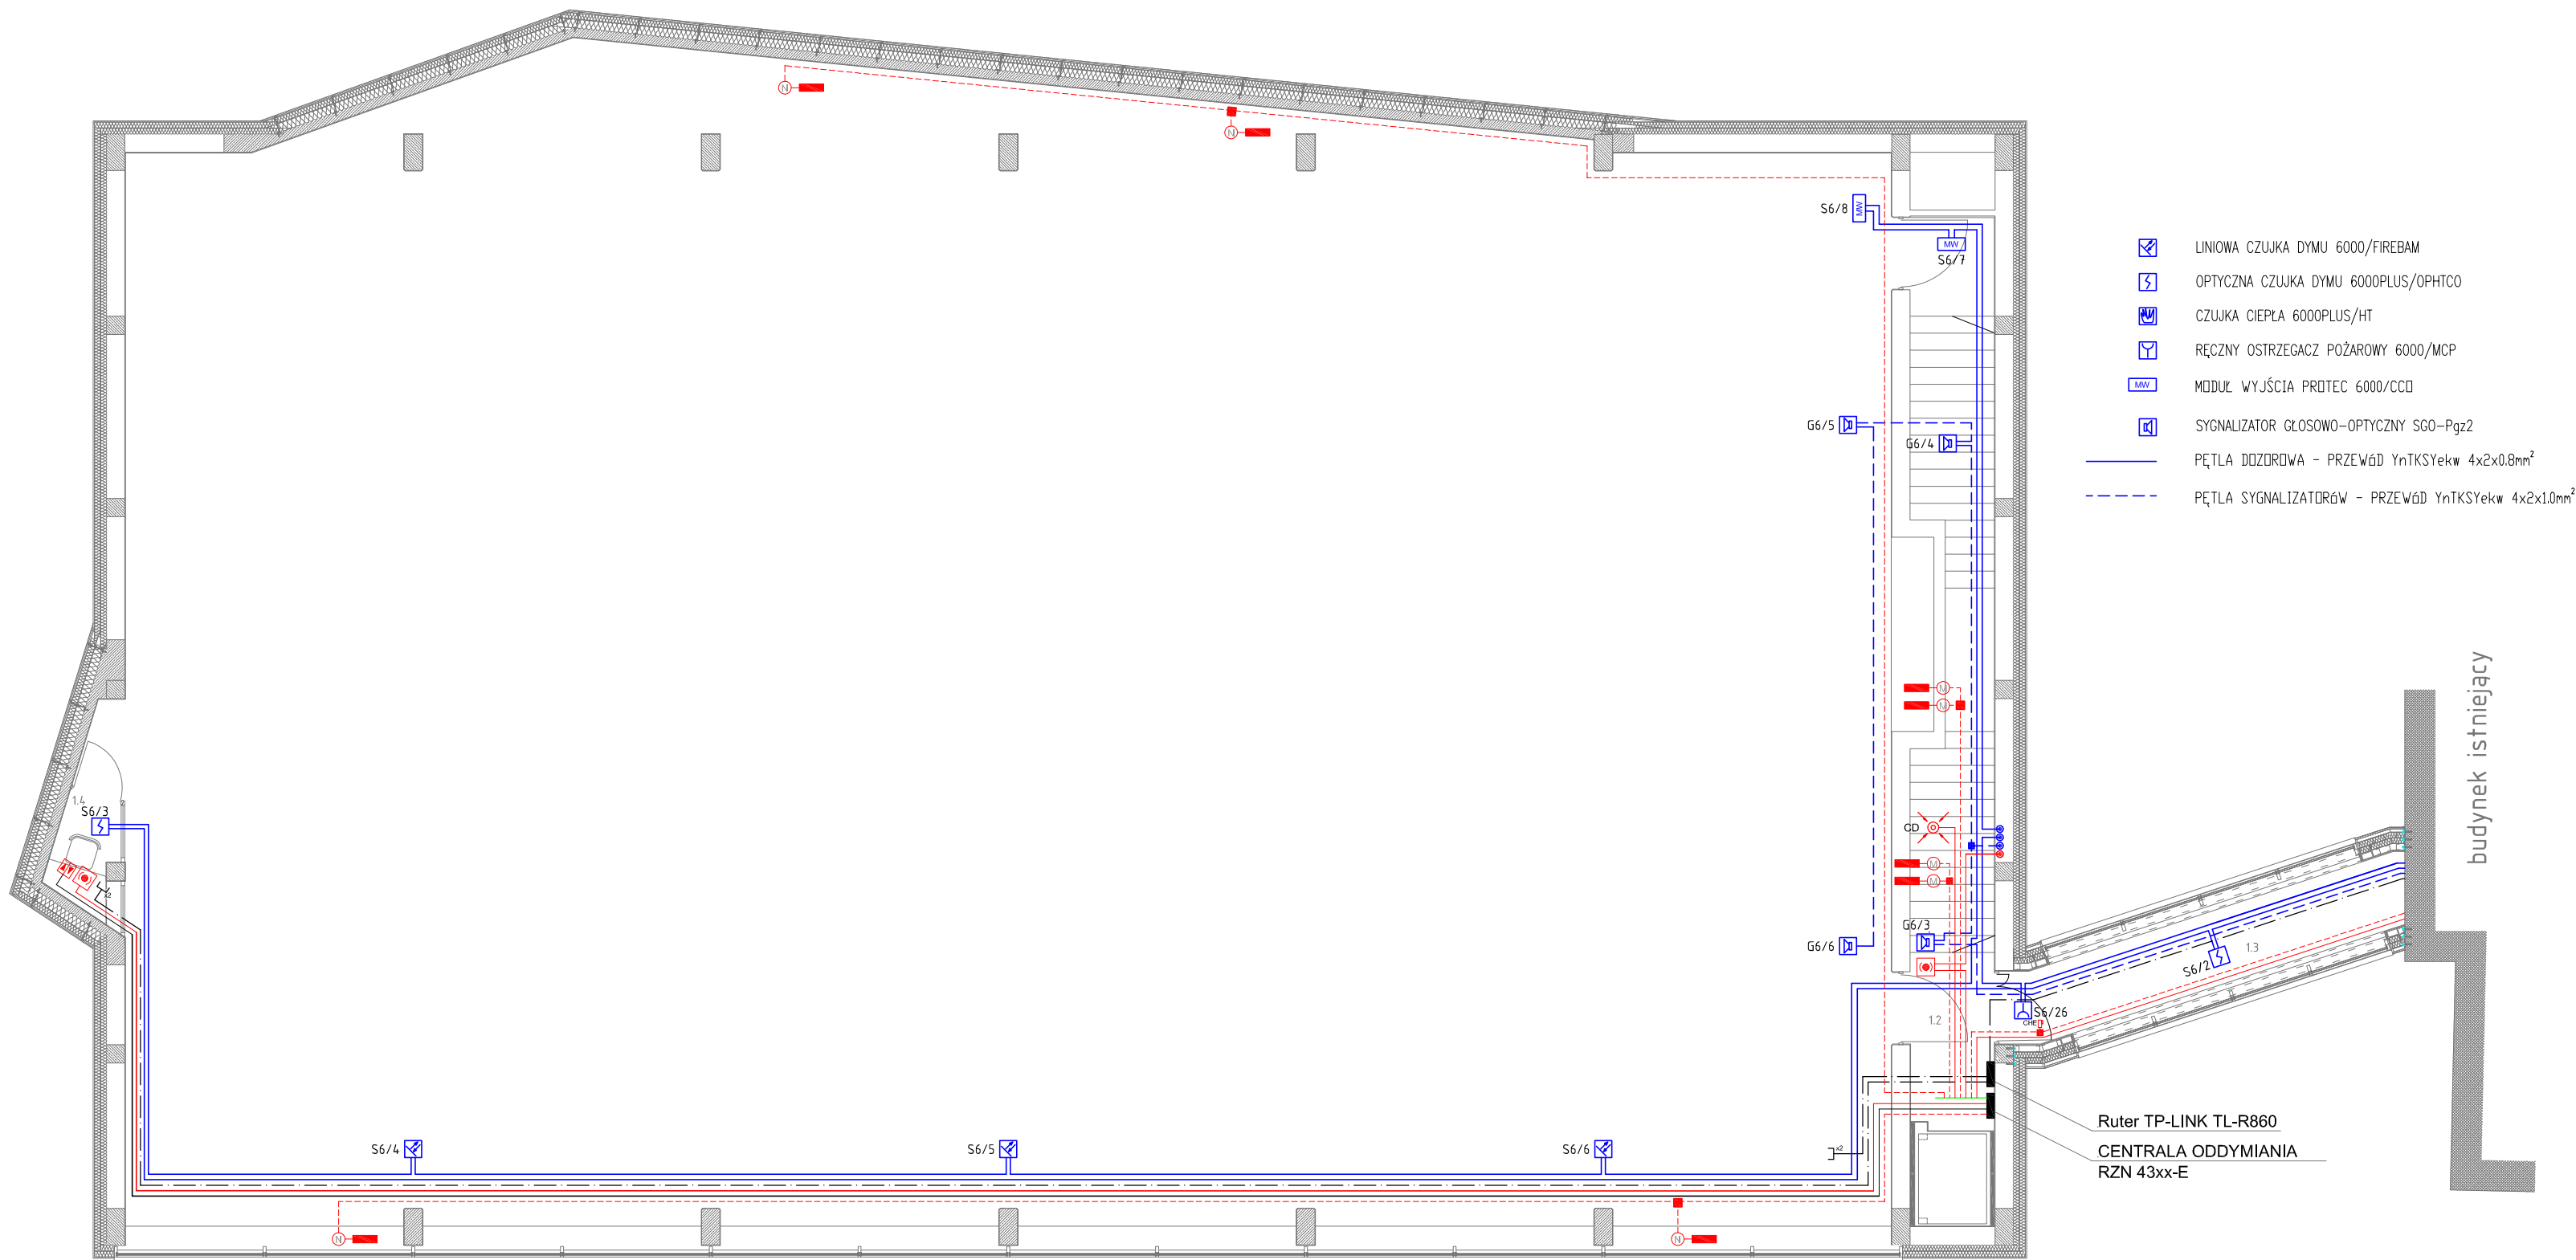 N
N
S6/8
MW
MW
S6/7
LINIOWA CZUJKA DYMU 6000/FIREBAM
OPTYCZNA CZUJKA DYMU 6000PLUS/OPHTCO
CZUJKA CIEPŁA 6000PLUS/HT
RĘCZNY OSTRZEGACZ POŻAROWY 6000/MCP
MW
MODUŁ WYJŚCIA PROTEC 6000/CCO
SYGNALIZATOR GŁOSOWO-OPTYCZNY SGO-Pgz2
PĘTLA DOZOROWA - PRZEWóD YnTKSYekw 4x2x0.8mm²
PĘTLA SYGNALIZATORóW - PRZEWóD YnTKSYekw 4x2x1.0mm²
G6/5
G6/4
budynek istniejący
M
M
1.4
S6/3
CD
M
M
x2
G6/3
G6/6
1.3
S6/2
S6/26
CHE
1.2
Ruter TP-LINK TL-R860
CENTRALA ODDYMIANIA
RZN 43xx-E
S6/4
S6/5
S6/6
x2
N
N